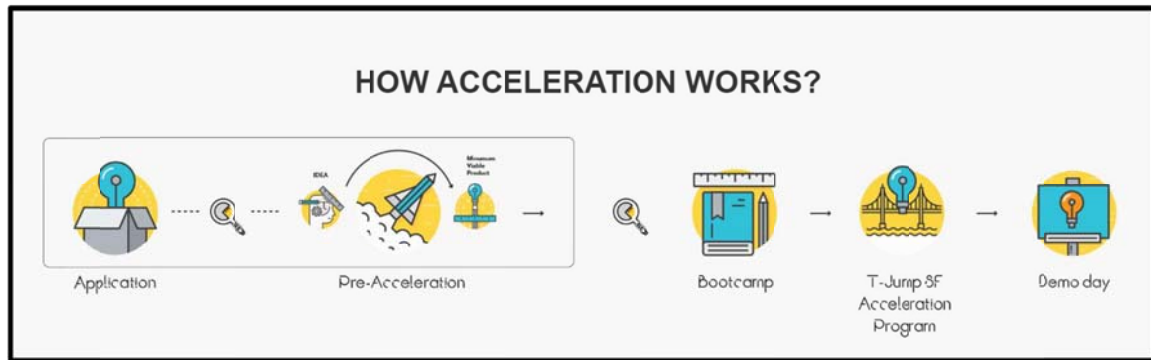 HOW ACCELERATION WORKS?
IDEA
Minimum
Viable
Product
Application
Pre-Acceleration
Bootcamp
T-Jump SF
Acceleration
Program
Demo day